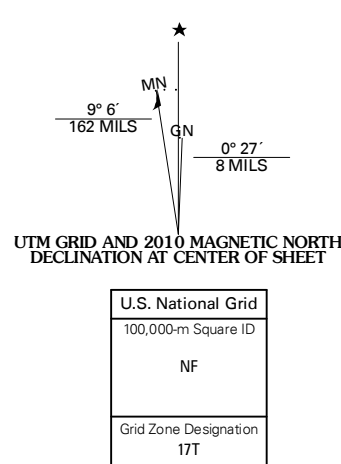 ★
MN
GN
9° 6´
162 MILS
0° 27´
8 MILS
UTM GRID AND 2010 MAGNETIC NORTH
DECLINATION AT CENTER OF SHEET
U.S. National Grid
100,000-m Square ID
NF
Grid Zone Designation
17T